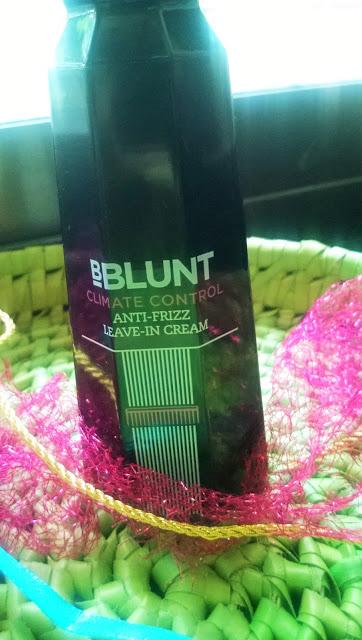 BBLUNT
CLIMATE CONTROL
ANTI-FRIZZ
LEAVE-IN CREAM